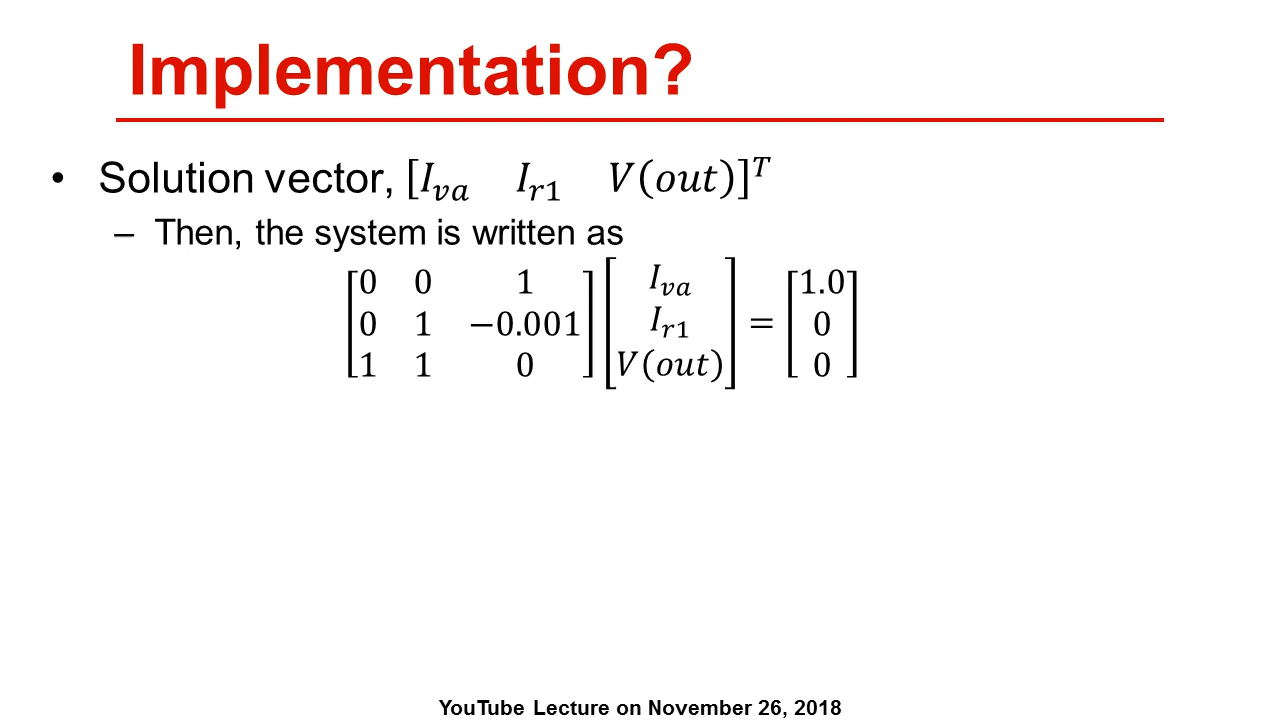 Implementation?
• Solution vector, [I_va I_r1 V(out)]^T
– Then, the system is written as
[0 0 1; 0 1 −0.001; 1 1 0] [I_va; I_r1; V(out)] = [1.0; 0; 0]
YouTube Lecture on November 26, 2018